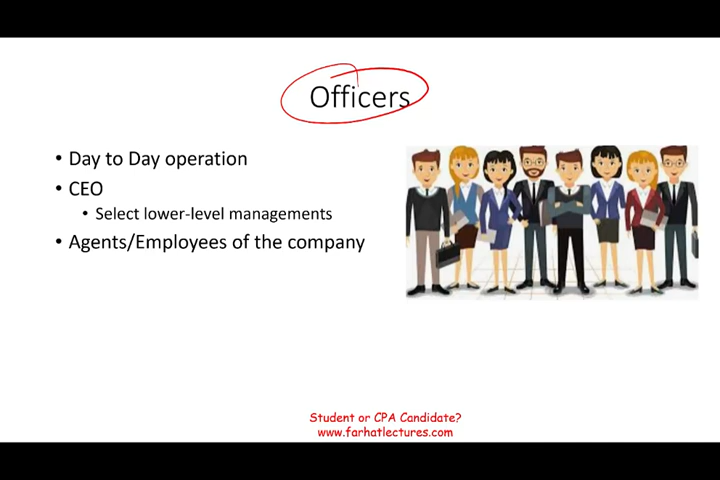 Officers
• Day to Day operation
• CEO
• Select lower-level managements
• Agents/Employees of the company
Student or CPA Candidate?
www.farhatlectures.com